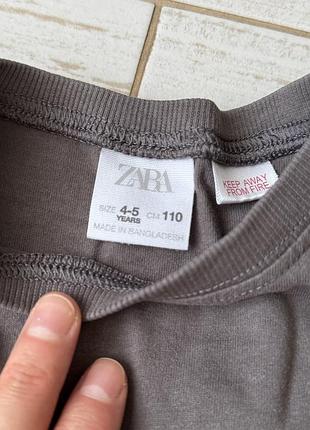 ZARA
SIZE 4-5 YEARS CM 110
MADE IN BANGLADESH
KEEP AWAY
FROM FIRE